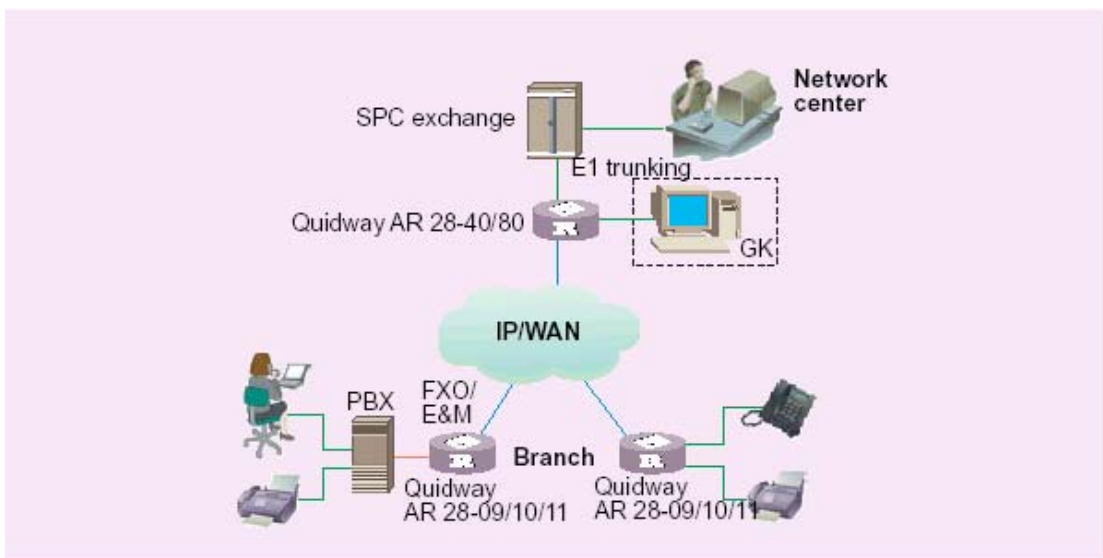 Network
center
SPC exchange
E1 trunking
Quidway AR 28-40/80
GK
IP/WAN
FXO/
E&M
PBX
Branch
Quidway
AR 28-09/10/11
Quidway
AR 28-09/10/11
R
R
R